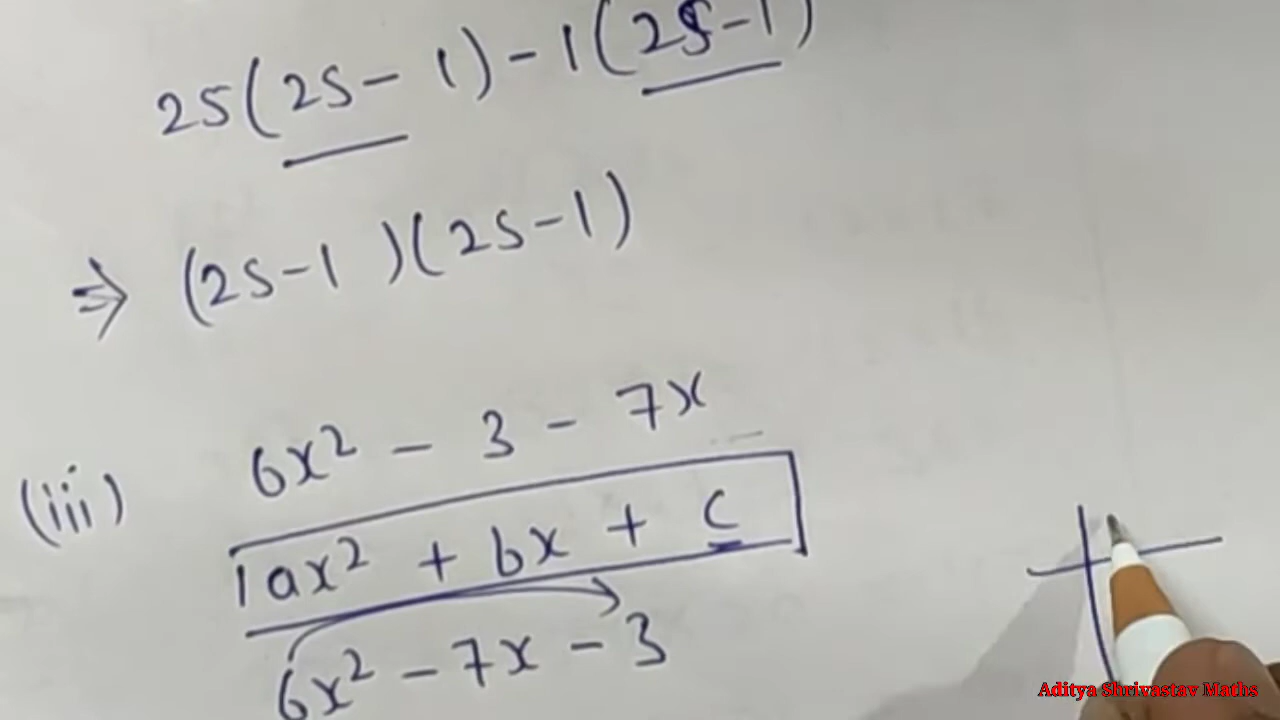 2s(2s-1)-1(2s-1)
⇒ (2s-1)(2s-1)
(iii) 6x² - 3 - 7x
ax² + bx + c
6x² - 7x - 3
Aditya Shrivastav Maths